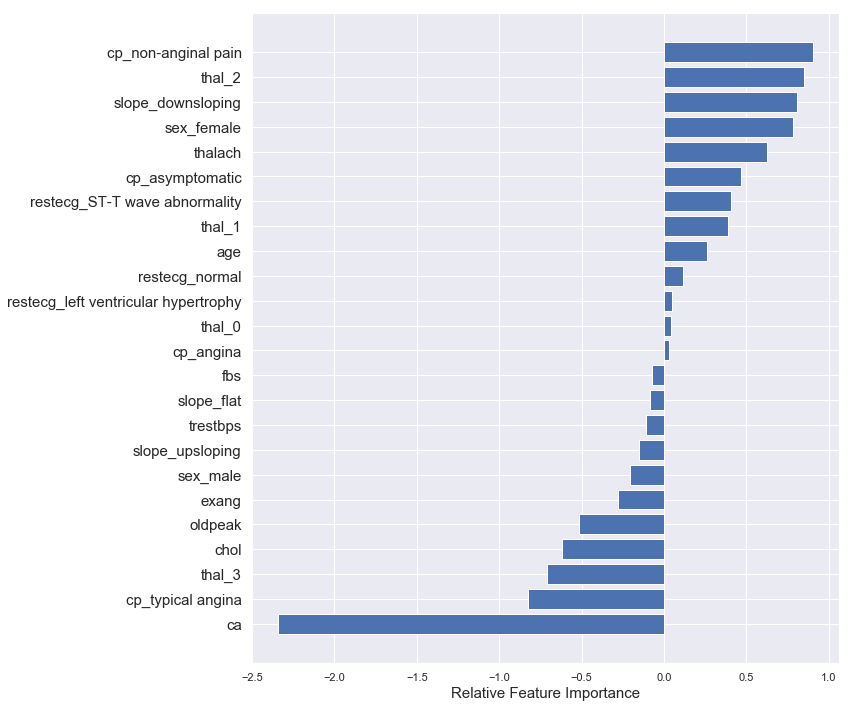 cp_non-anginal pain
thal_2
slope_downsloping
sex_female
thalach
cp_asymptomatic
restecg_ST-T wave abnormality
thal_1
age
restecg_normal
restecg_left ventricular hypertrophy
thal_0
cp_angina
fbs
slope_flat
trestbps
slope_upsloping
sex_male
exang
oldpeak
chol
thal_3
cp_typical angina
ca
−2.5 −2.0 −1.5 −1.0 −0.5 0.0 0.5 1.0
Relative Feature Importance